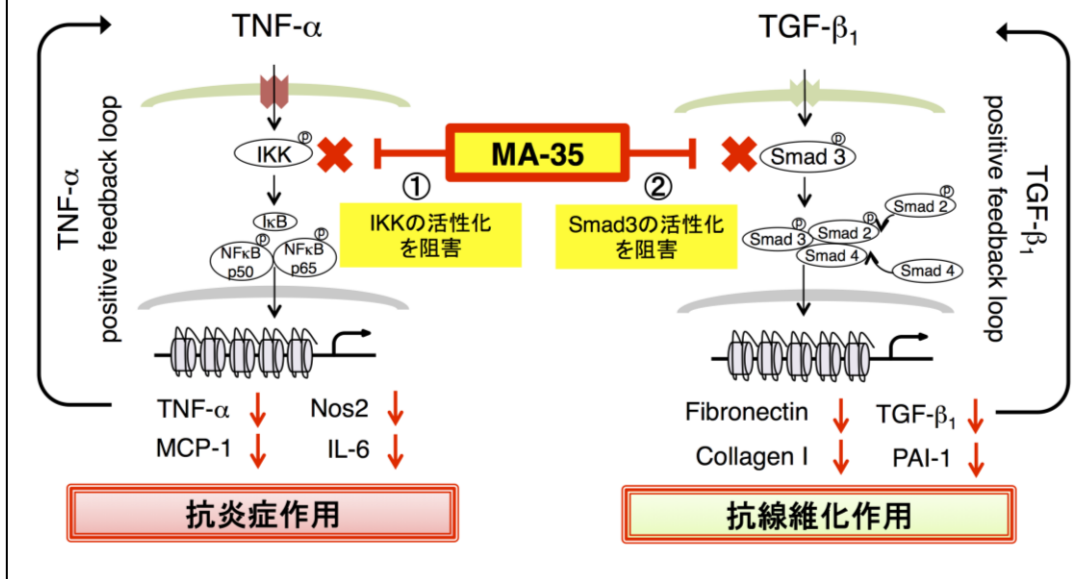 TNF-α
TGF-β₁
TNF-α
positive feedback loop
TGF-β₁
positive feedback loop
p
IKK
MA-35
p
Smad 3
①
IKKの活性化
を阻害
②
Smad3の活性化
を阻害
IκB
p
NFκB
p50
p
NFκB
p65
p
Smad 3
p
Smad 2
Smad 4
p
Smad 2
Smad 4
TNF-α
Nos2
MCP-1
IL-6
Fibronectin
TGF-β₁
Collagen I
PAI-1
抗炎症作用
抗線維化作用